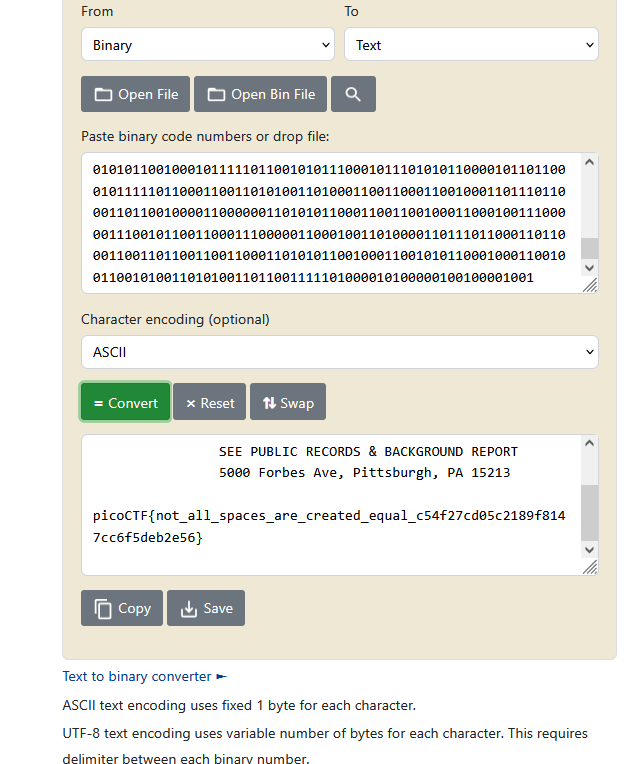 From
To
Binary
Text
Open File
Open Bin File
Paste binary code numbers or drop file:
010101100100010111110110010101110001011101010110000101101100
010111110110001100110101001101000110011000110010001101110110
001101100100001100000011010101100011001100100011000100111000
001110010110011000111000001100010011010000110111011000110110
001100110110011001100011010101100100011001010110001000110010
01100101001101010011011001111101000010100000100100001001
Character encoding (optional)
ASCII
= Convert
× Reset
Swap
SEE PUBLIC RECORDS & BACKGROUND REPORT
5000 Forbes Ave, Pittsburgh, PA 15213
picoCTF{not_all_spaces_are_created_equal_c54f27cd05c2189f814
7cc6f5deb2e56}
Copy
Save
Text to binary converter ►
ASCII text encoding uses fixed 1 byte for each character.
UTF-8 text encoding uses variable number of bytes for each character. This requires
delimiter between each binary number.